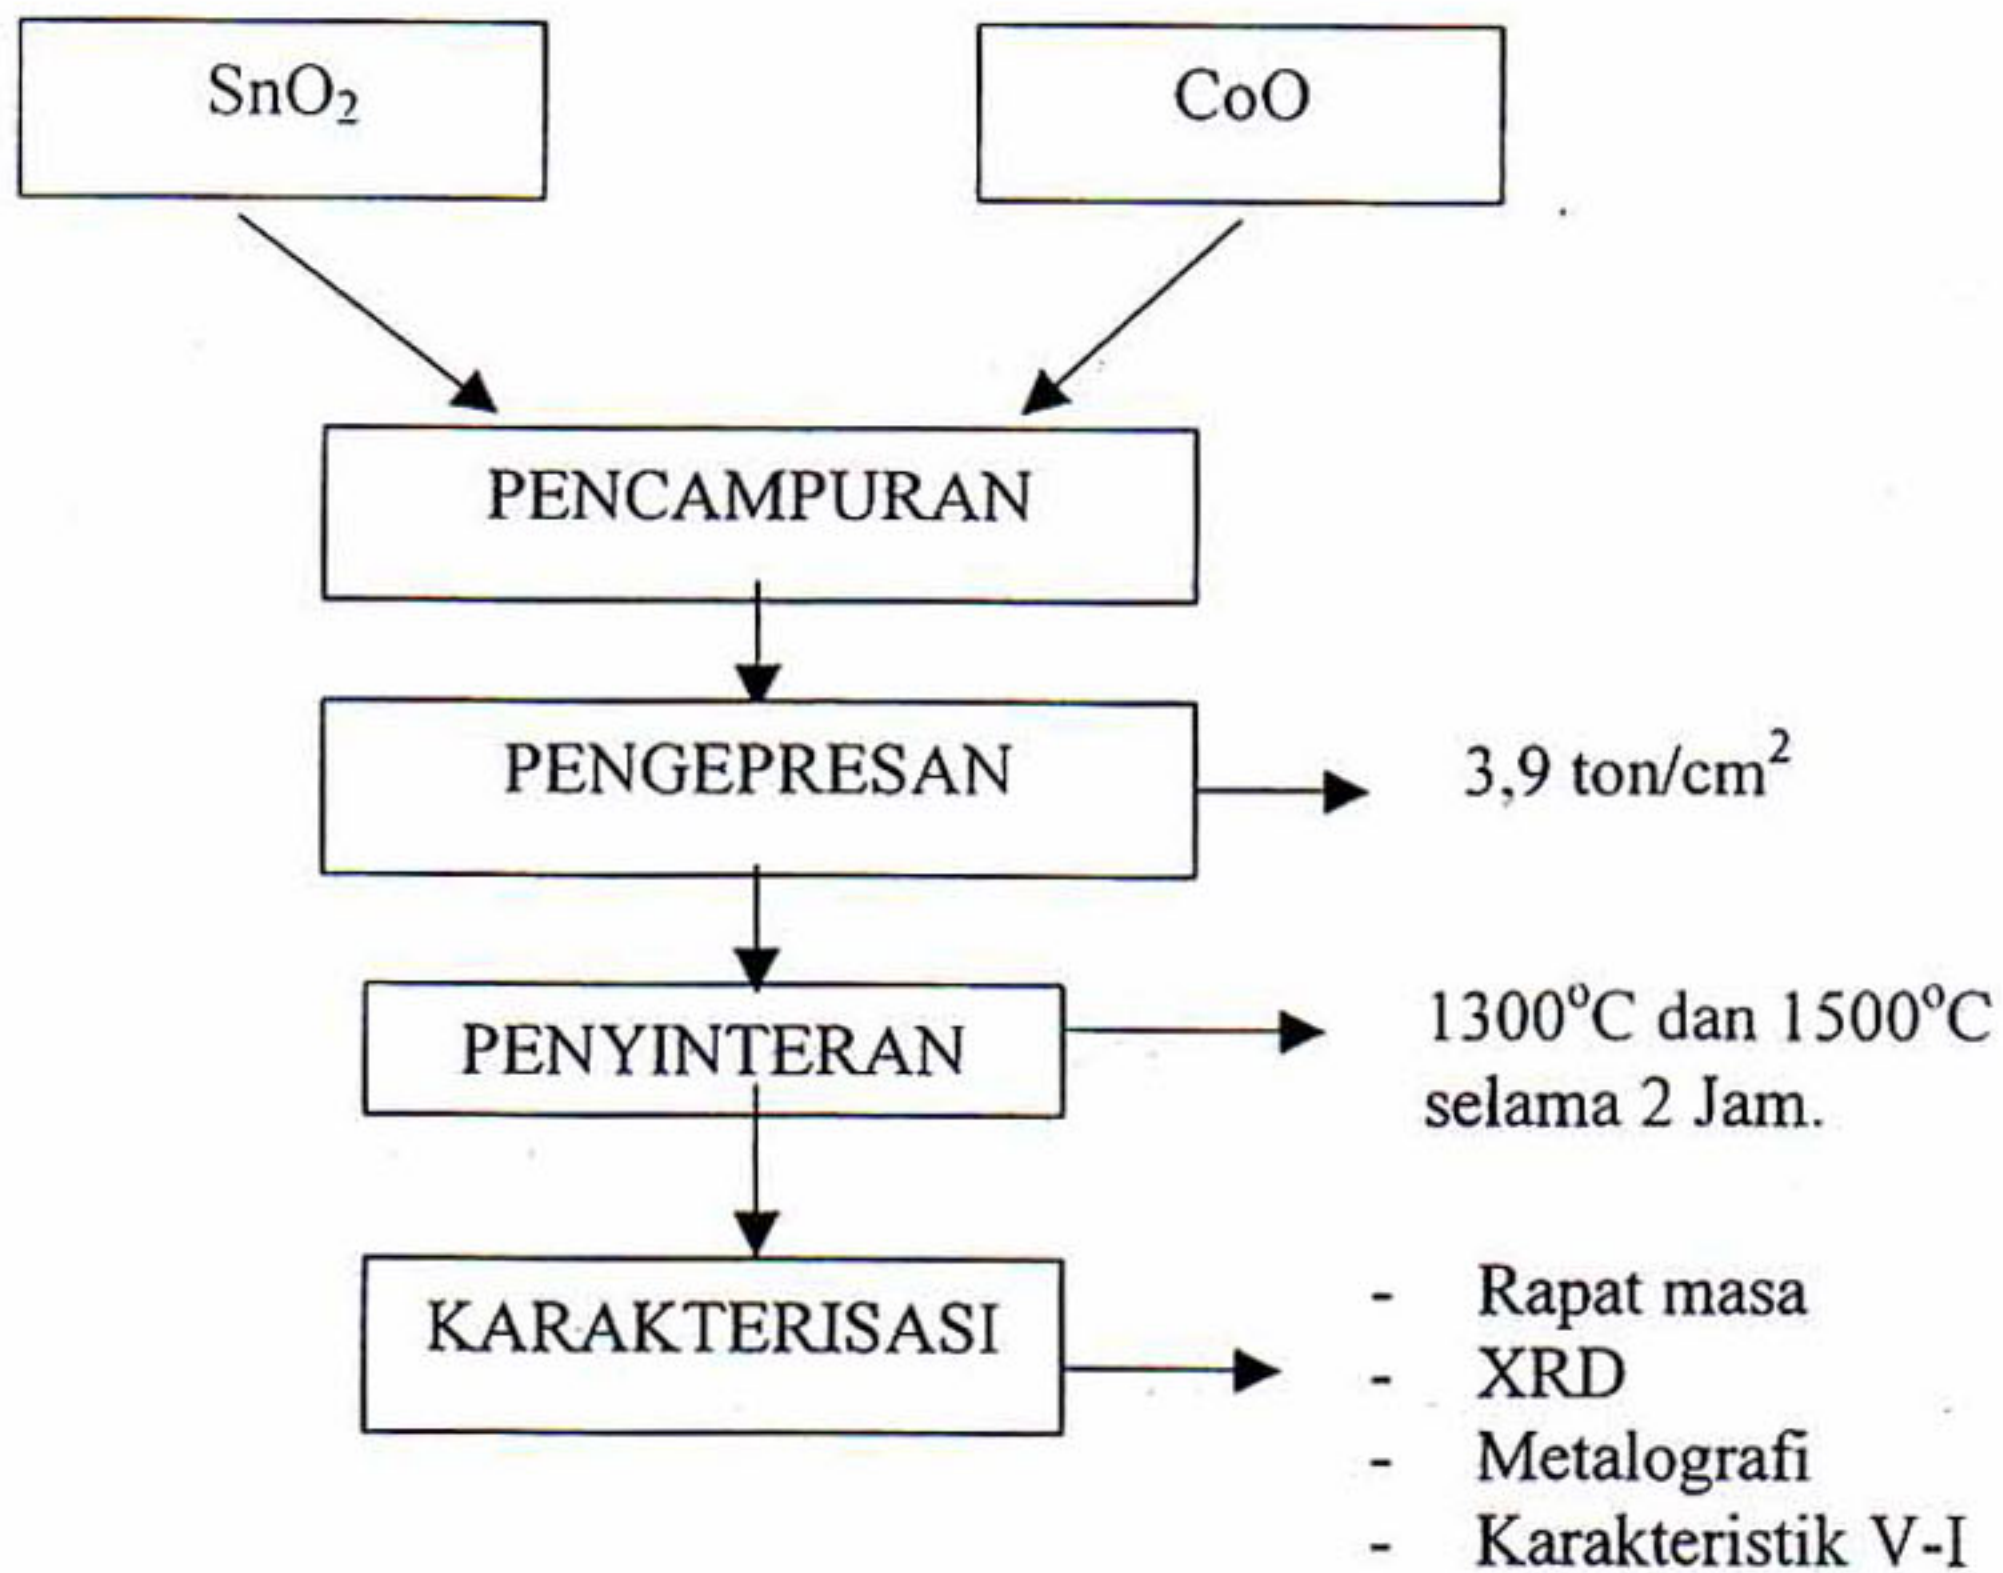 SnO₂
CoO
PENCAMPURAN
PENGEPRESAN
3,9 ton/cm²
PENYINTERAN
1300°C dan 1500°C
selama 2 Jam.
KARAKTERISASI
- Rapat masa
- XRD
- Metalografi
- Karakteristik V-I